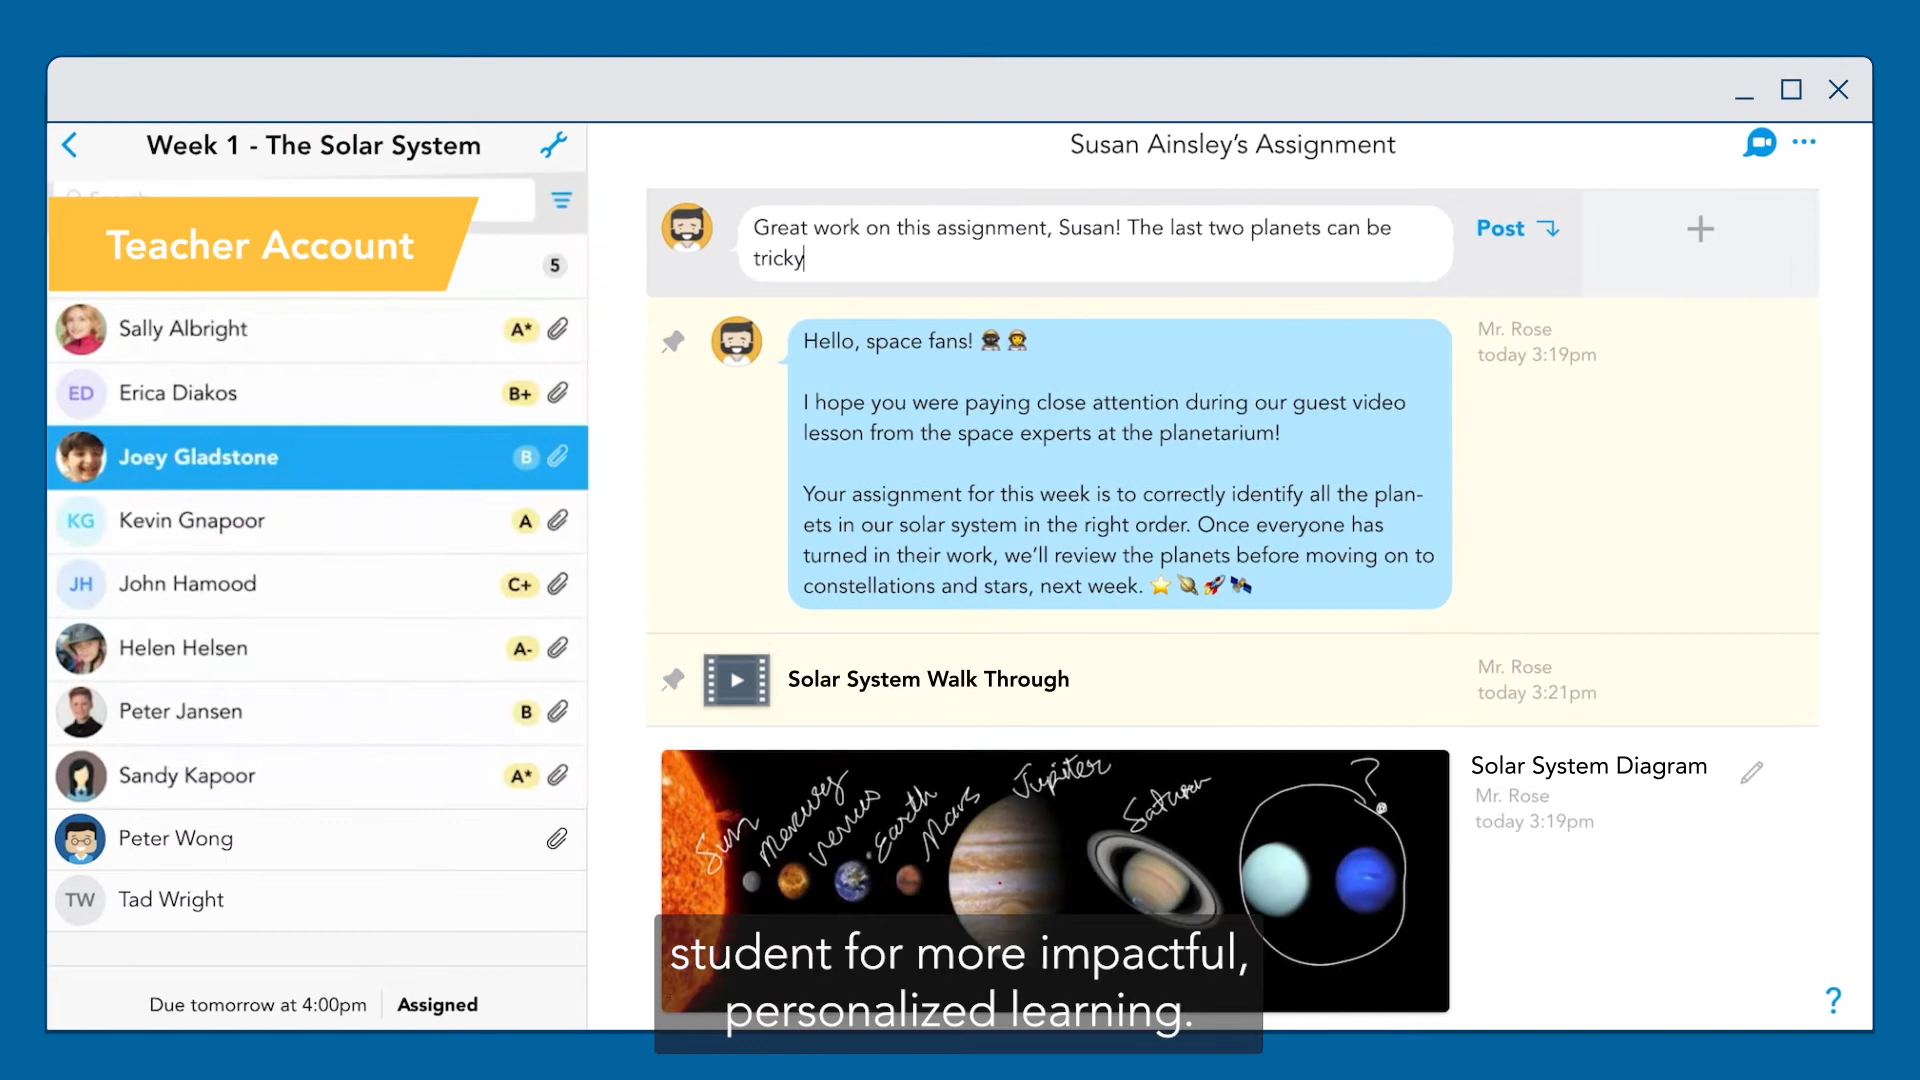 Week 1 - The Solar System
Susan Ainsley's Assignment
Teacher Account
5
Sally Albright A*
ED Erica Diakos B+
Joey Gladstone B
KG Kevin Gnapoor A
JH John Hamood C+
Helen Helsen A-
Peter Jansen B
Sandy Kapoor A*
Peter Wong
TW Tad Wright
Due tomorrow at 4:00pm Assigned
Great work on this assignment, Susan! The last two planets can be
tricky
Post
Hello, space fans! 
I hope you were paying close attention during our guest video
lesson from the space experts at the planetarium!
Your assignment for this week is to correctly identify all the plan-
ets in our solar system in the right order. Once everyone has
turned in their work, we'll review the planets before moving on to
constellations and stars, next week. ⭐🪐🚀🛰
Mr. Rose
today 3:19pm
Solar System Walk Through
Mr. Rose
today 3:21pm
Sun Mercury Venus Earth Mars Jupiter Saturn ?
Solar System Diagram
Mr. Rose
today 3:19pm
student for more impactful,
personalized learning.
?